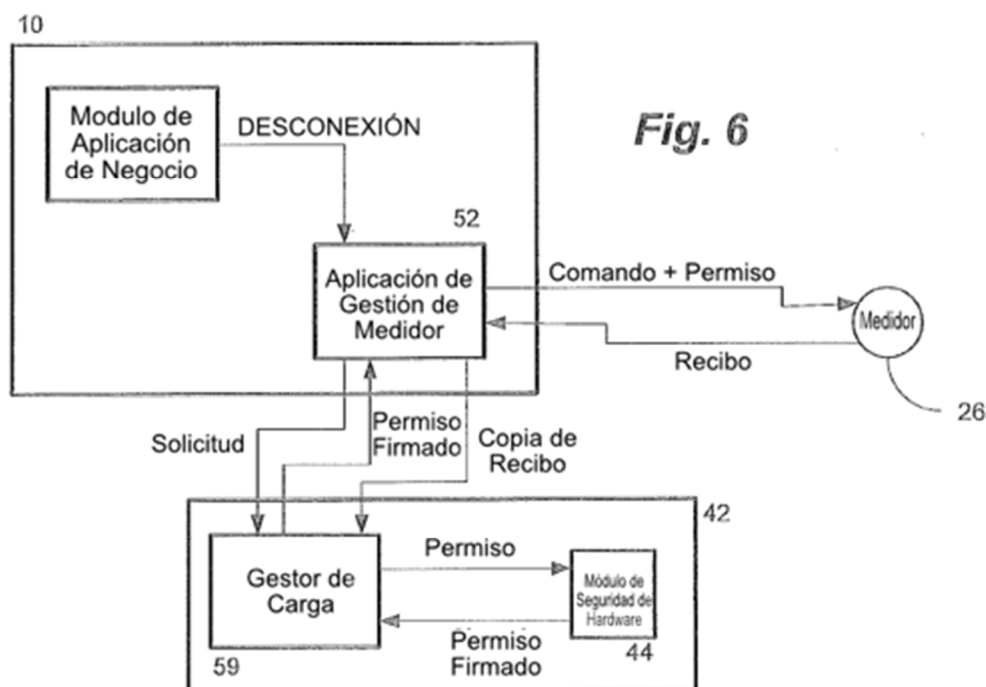 10
Modulo de
Aplicación
de Negocio
DESCONEXIÓN
Fig. 6
52
Aplicación de
Gestión de
Medidor
Comando + Permiso
Medidor
Recibo
26
Solicitud
Permiso
Firmado
Copia de
Recibo
42
Gestor de
Carga
59
Permiso
Permiso
Firmado
Módulo de
Seguridad de
Hardware
44